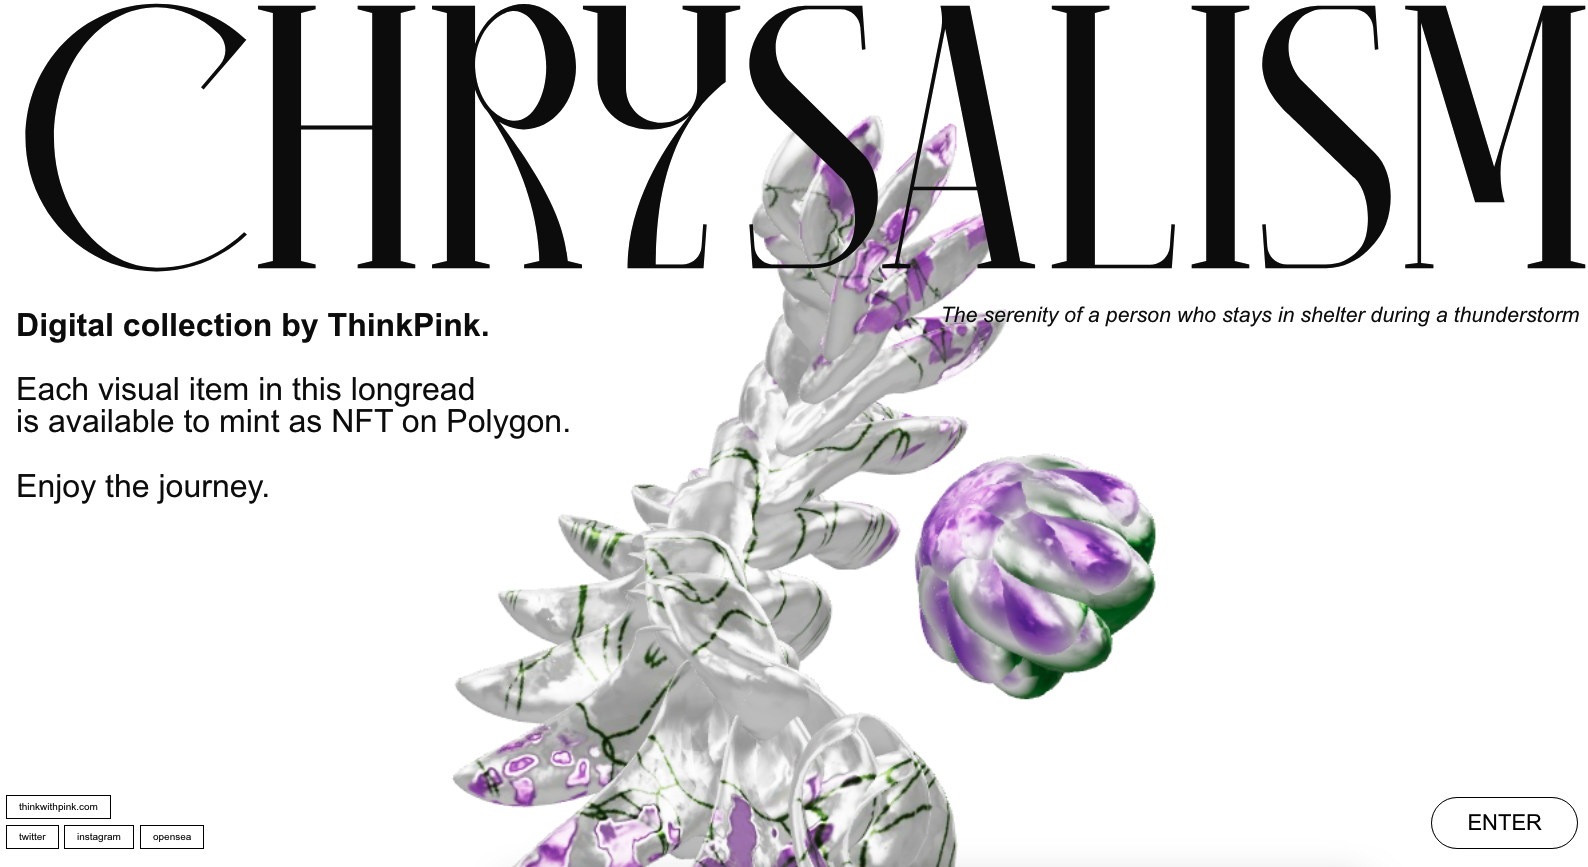 CHRYSALISM
Digital collection by ThinkPink.
The serenity of a person who stays in shelter during a thunderstorm
Each visual item in this longread
is available to mint as NFT on Polygon.
Enjoy the journey.
thinkwithpink.com
twitter instagram opensea
ENTER